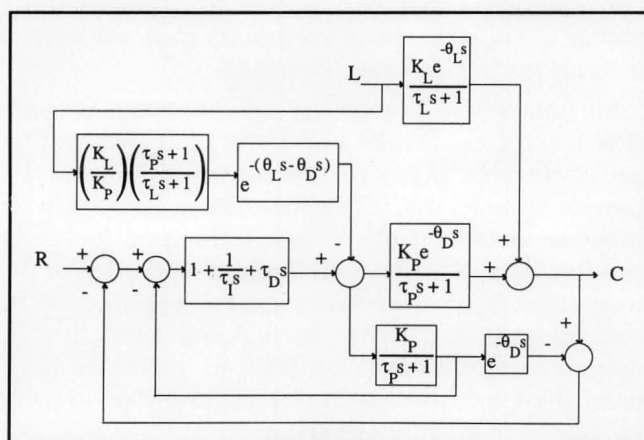 L
K_L e^{-θ_L s} / τ_L s + 1
(K_L / K_P) (τ_P s + 1 / τ_L s + 1)
e^{-(θ_L s - θ_D s)}
-
+
R
+
+
-
-
1 + 1 / τ_I s + τ_D s
+
K_P e^{-θ_D s} / τ_P s + 1
+
C
K_P / τ_P s + 1
e^{-θ_D s}
-
+